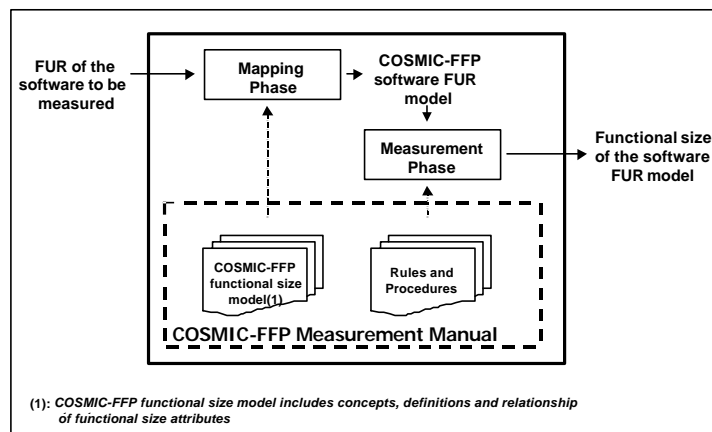 FUR of the
software to be
measured
Mapping
Phase
COSMIC-FFP
software FUR
model
Measurement
Phase
Functional size
of the software
FUR model
COSMIC-FFP
functional size
model(1)
Rules and
Procedures
COSMIC-FFP Measurement Manual
(1): COSMIC-FFP functional size model includes concepts, definitions and relationship
of functional size attributes